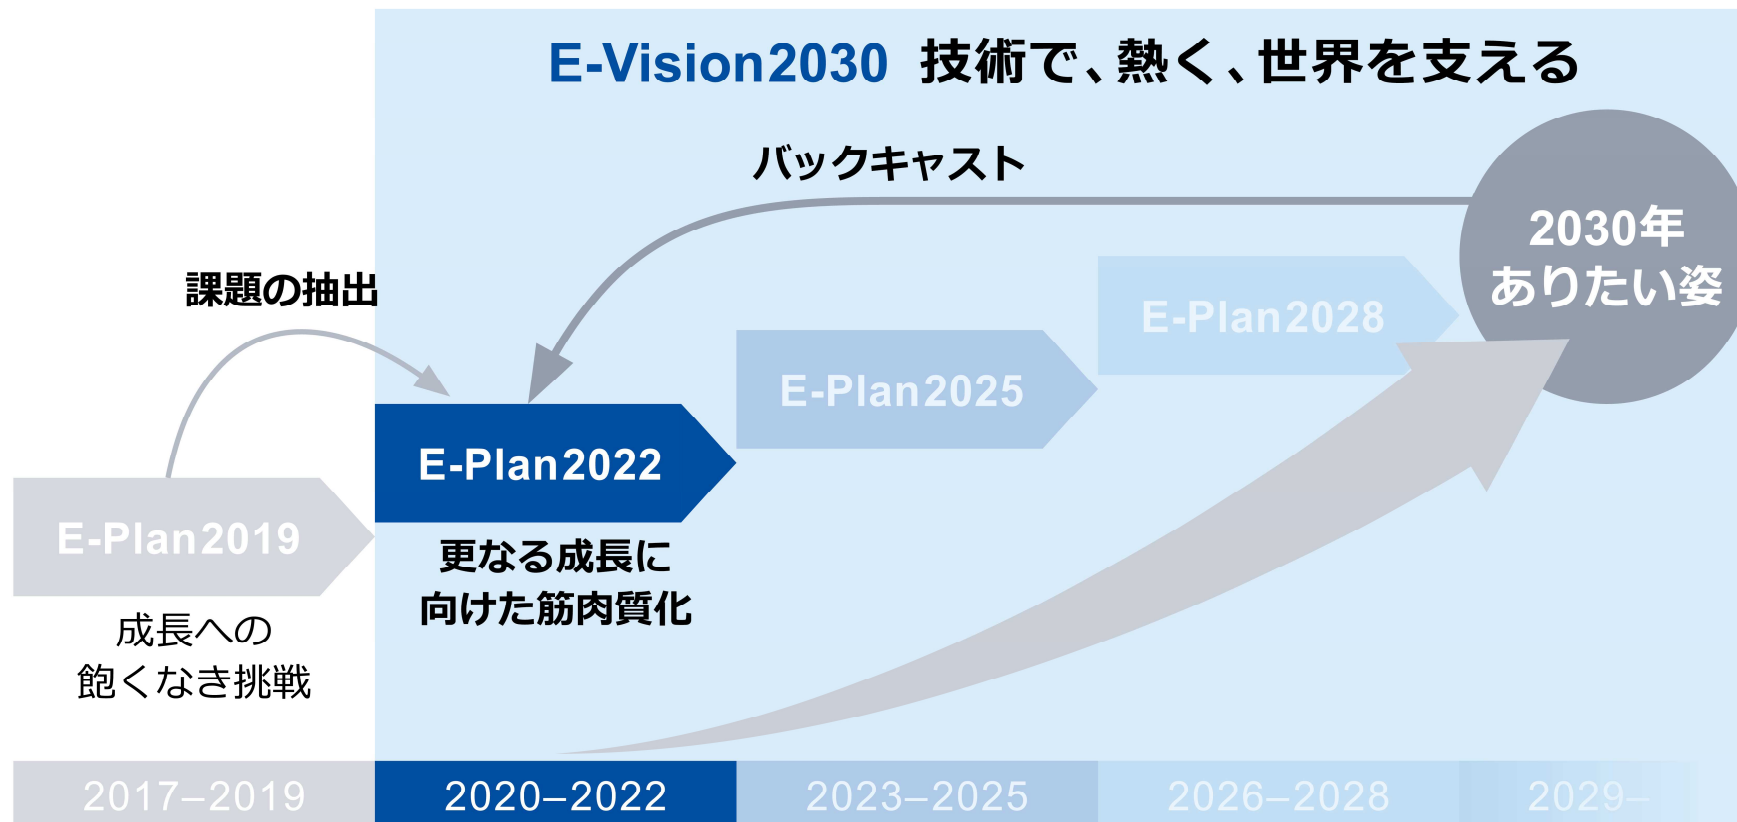 E-Vision2030 技術で、熱く、世界を支える
バックキャスト
2030年
ありたい姿
課題の抽出
E-Plan2028
E-Plan2025
E-Plan2022
更なる成長に
向けた筋肉質化
E-Plan2019
成長への
飽くなき挑戦
2017–2019
2020–2022
2023–2025
2026–2028
2029–